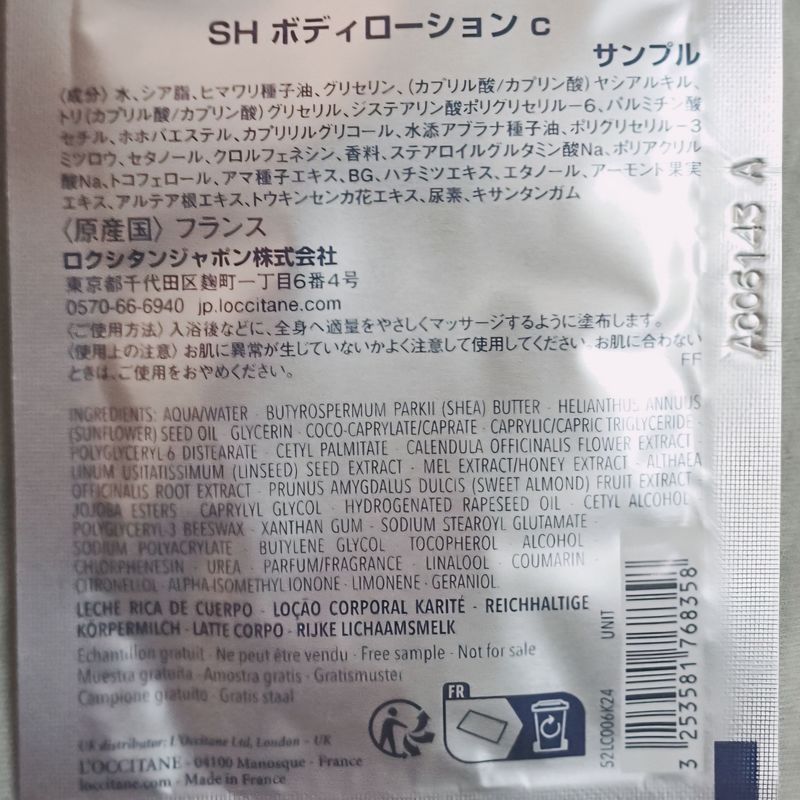 SH ボディローション c
サンプル
〈成分〉水、シア脂、ヒマワリ種子油、グリセリン、(カプリル酸/カプリン酸)ヤシアルキル、
トリ(カプリル酸/カプリン酸)グリセリル、ジステアリン酸ポリグリセリル－6、パルミチン酸
セチル、ホホバエステル、カプリリルグリコール、水添アブラナ種子油、ポリグリセリル－3
ミツロウ、セタノール、クロルフェネシン、香料、ステアロイルグルタミン酸Na、ポリアクリル
酸Na、トコフェロール、アマ種子エキス、BG、ハチミツエキス、エタノール、アーモンド果実
エキス、アルテア根エキス、トウキンセンカ花エキス、尿素、キサンタンガム
〈原産国〉フランス
ロクシタンジャポン株式会社
東京都千代田区麹町一丁目6番4号
0570-66-6940 jp.loccitane.com
〈ご使用方法〉入浴後などに、全身へ適量をやさしくマッサージするように塗布します。
〈使用上の注意〉お肌に異常が生じていないかよく注意して使用してください。お肌に合わない
ときは、ご使用をおやめください。
FF
INGREDIENTS: AQUA/WATER - BUTYROSPERMUM PARKII (SHEA) BUTTER - HELIANTHUS ANNUUS
(SUNFLOWER) SEED OIL - GLYCERIN - COCO-CAPRYLATE/CAPRATE - CAPRYLIC/CAPRIC TRIGLYCERIDE -
POLYGLYCERYL-6 DISTEARATE - CETYL PALMITATE - CALENDULA OFFICINALIS FLOWER EXTRACT -
LINUM USITATISSIMUM (LINSEED) SEED EXTRACT - MEL EXTRACT/HONEY EXTRACT - ALTHAEA
OFFICINALIS ROOT EXTRACT - PRUNUS AMYGDALUS DULCIS (SWEET ALMOND) FRUIT EXTRACT -
JOJOBA ESTERS - CAPRYLYL GLYCOL - HYDROGENATED RAPESEED OIL - CETYL ALCOHOL -
POLYGLYCERYL-3 BEESWAX - XANTHAN GUM - SODIUM STEAROYL GLUTAMATE -
SODIUM POLYACRYLATE - BUTYLENE GLYCOL - TOCOPHEROL - ALCOHOL -
CHLORPHENESIN - UREA - PARFUM/FRAGRANCE - LINALOOL - COUMARIN -
CITRONELLOL - ALPHA-ISOMETHYL IONONE - LIMONENE - GERANIOL.
LECHE RICA DE CUERPO - LOÇÃO CORPORAL KARITÉ - REICHHALTIGE
KÖRPERMILCH - LATTE CORPO - RIJKE LICHAAMSMELK
Echantillon gratuit - Ne peut être vendu - Free sample - Not for sale
Muestra gratuita - Amostra gratis - Gratismuster
Campione gratuito - Gratis staal
FR
UK distributor: L'Occitane Ltd, London - UK
L'OCCITANE - 04100 Manosque - France
loccitane.com - Made in France
S2LC006K24 UNIT
3 253581 768358
AC06143 A